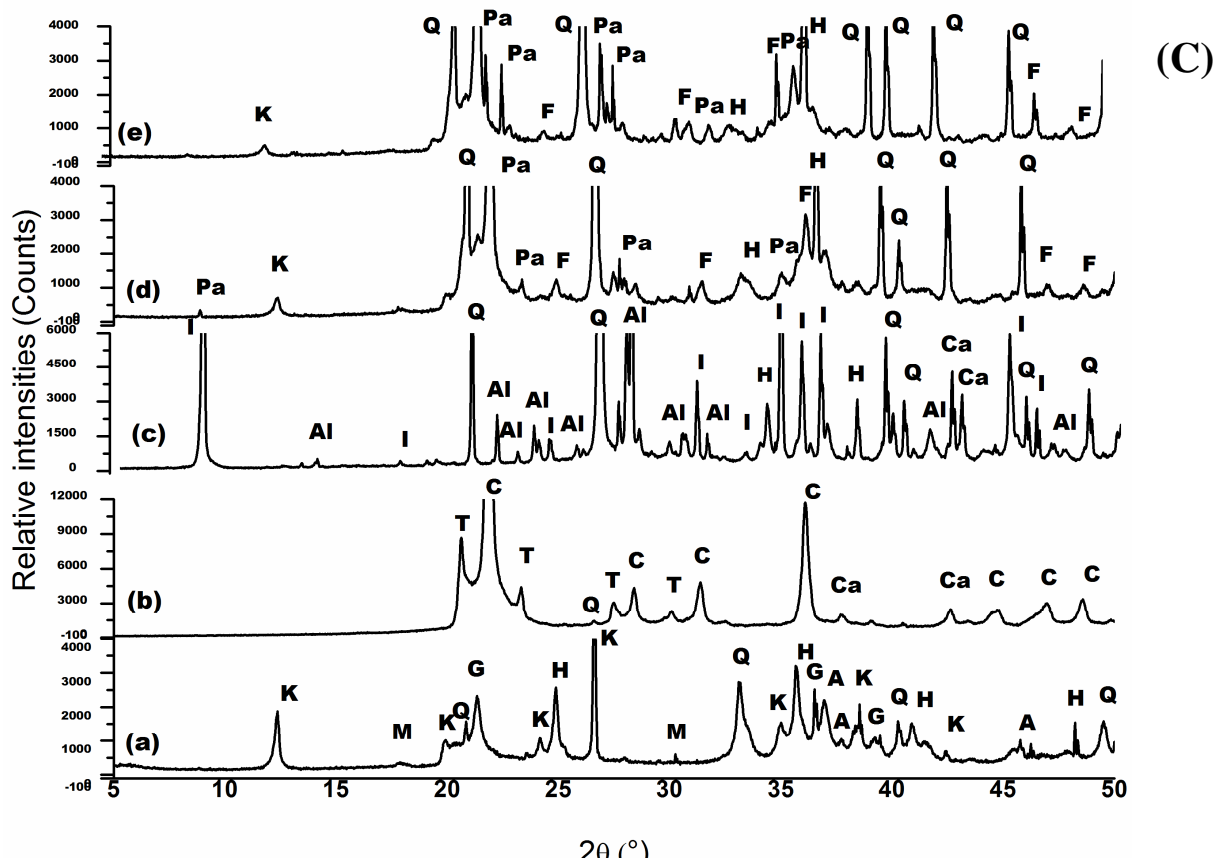 4000 Q Pa Q Pa H Q Q Q Q (C)
3000 Pa Pa F Pa
2000 F
1000 K F F Pa H F
(e)
0
-100
4000 Q Pa Q H Q Q Q
3000 F Q
2000 Pa F Pa H Pa F F F
1000 Pa K
(d)
0
-100
6000 I Q Q Al I I I Q I
4500 I H H Ca Ca Q I Q
3000 Al Al Al Q
1500 Al I Al I Al Al I Al Al
(c)
0
12000 C C
9000 T
6000 T T C T C Ca Ca C C C
3000 Q
(b)
-100
4000 K
3000 G H Q H G A K
2000 K K Q K K A G Q H H Q
1000 M M K A
(a)
0
-100
5 10 15 20 25 30 35 40 45 50
2θ (°)
Relative intensities (Counts)